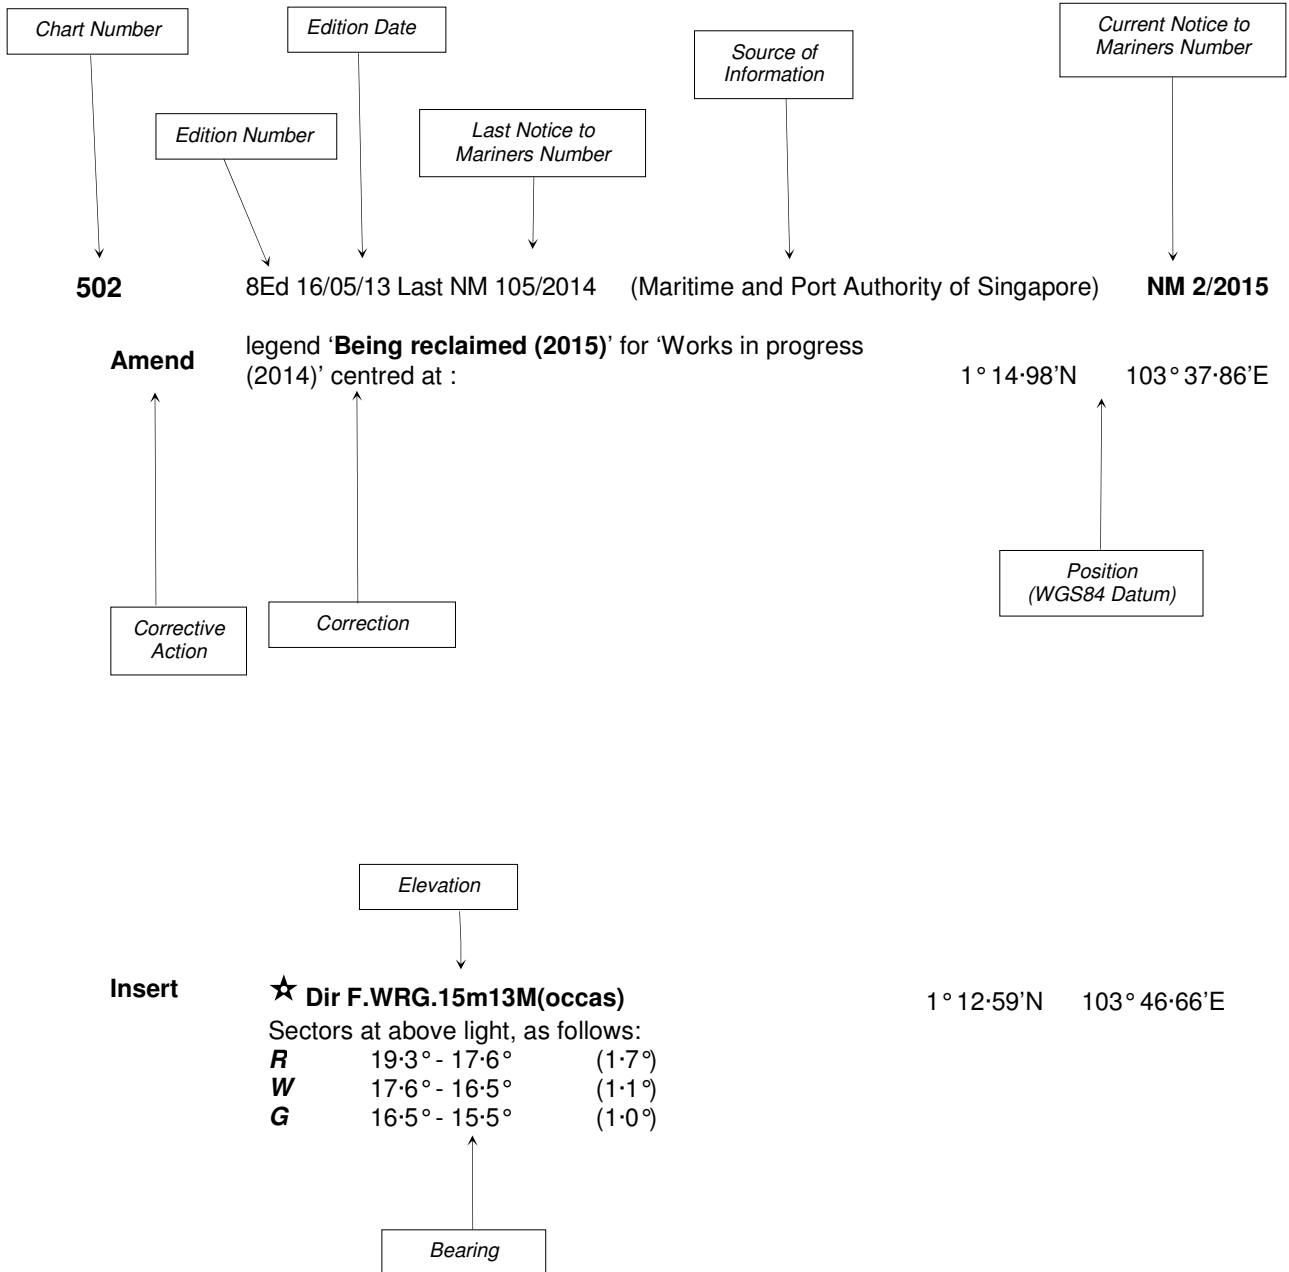 Chart Number
Edition Date
Source of
Information
Current Notice to
Mariners Number
Edition Number
Last Notice to
Mariners Number
502 8Ed 16/05/13 Last NM 105/2014 (Maritime and Port Authority of Singapore) NM 2/2015
Amend legend ‘Being reclaimed (2015)’ for ‘Works in progress
(2014)’ centred at : 1°14·98’N 103°37·86’E
Position
(WGS84 Datum)
Corrective
Action
Correction
Elevation
Insert Dir F.WRG.15m13M(occas) 1°12·59’N 103°46·66’E
Sectors at above light, as follows:
R 19·3° - 17·6° (1·7°)
W 17·6° - 16·5° (1·1°)
G 16·5° - 15·5° (1·0°)
Bearing